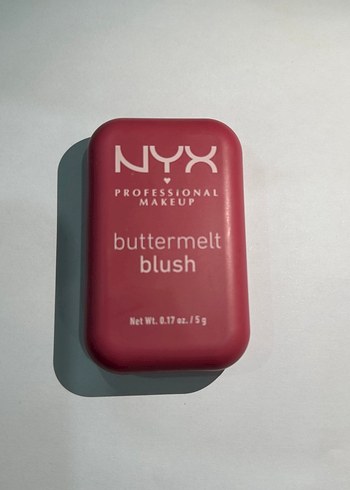 NYX
PROFESSIONAL
MAKEUP
buttermelt
blush
Net Wt. 0.17 oz. / 5 g